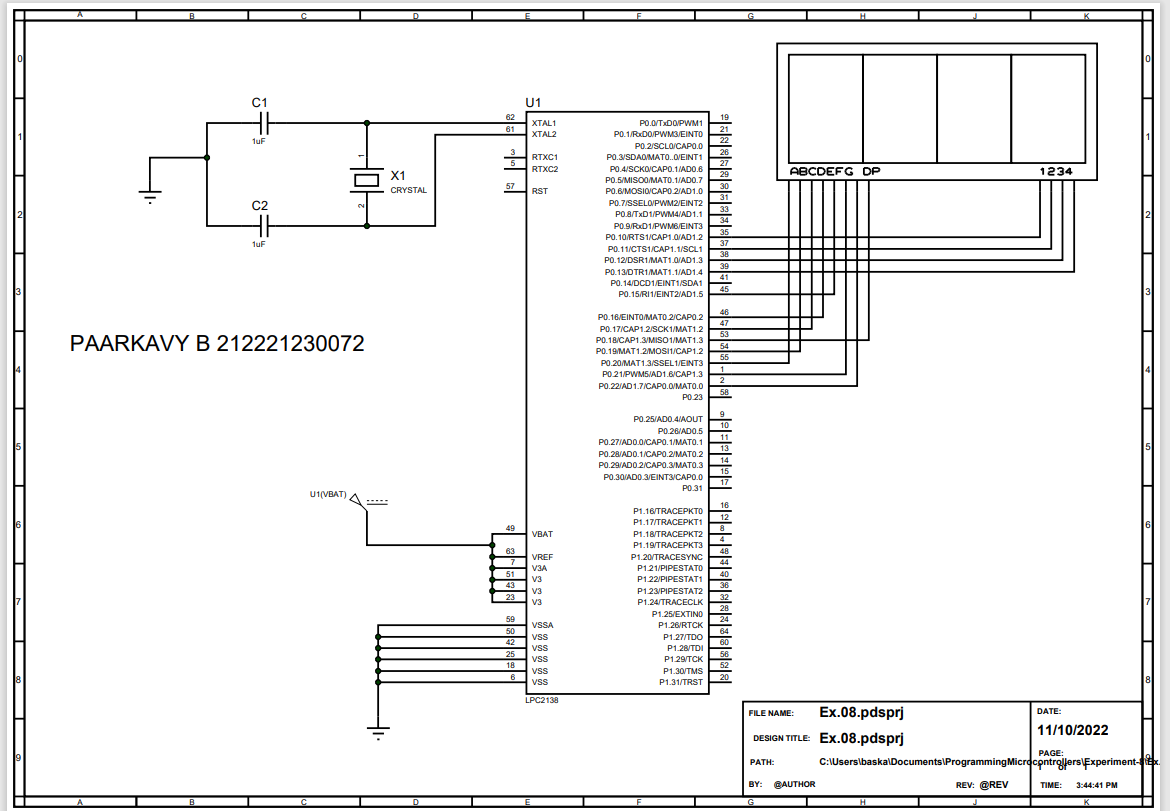 A B C D E F G H J K
0 0
1 1
2 2
3 3
4 4
5 5
6 6
7 7
8 8
9 9
C1
1uF
C2
1uF
1
X1
CRYSTAL
2
PAARKAVY B 212221230072
U1(VBAT)
U1
62 XTAL1
61 XTAL2
3 RTXC1
5 RTXC2
57 RST
49 VBAT
63 VREF
7 V3A
51 V3
43 V3
23 V3
59 VSSA
50 VSS
42 VSS
25 VSS
18 VSS
6 VSS
P0.0/TxD0/PWM1 19
P0.1/RxD0/PWM3/EINT0 21
P0.2/SCL0/CAP0.0 22
P0.3/SDA0/MAT0..0/EINT1 26
P0.4/SCK0/CAP0.1/AD0.6 27
P0.5/MISO0/MAT0.1/AD0.7 29
P0.6/MOSI0/CAP0.2/AD1.0 30
P0.7/SSEL0/PWM2/EINT2 31
P0.8/TxD1/PWM4/AD1.1 33
P0.9/RxD1/PWM6/EINT3 34
P0.10/RTS1/CAP1.0/AD1.2 35
P0.11/CTS1/CAP1.1/SCL1 37
P0.12/DSR1/MAT1.0/AD1.3 38
P0.13/DTR1/MAT1.1/AD1.4 39
P0.14/DCD1/EINT1/SDA1 41
P0.15/RI1/EINT2/AD1.5 45
P0.16/EINT0/MAT0.2/CAP0.2 46
P0.17/CAP1.2/SCK1/MAT1.2 47
P0.18/CAP1.3/MISO1/MAT1.3 53
P0.19/MAT1.2/MOSI1/CAP1.2 54
P0.20/MAT1.3/SSEL1/EINT3 55
P0.21/PWM5/AD1.6/CAP1.3 1
P0.22/AD1.7/CAP0.0/MAT0.0 2
P0.23 58
P0.25/AD0.4/AOUT 9
P0.26/AD0.5 10
P0.27/AD0.0/CAP0.1/MAT0.1 11
P0.28/AD0.1/CAP0.2/MAT0.2 13
P0.29/AD0.2/CAP0.3/MAT0.3 14
P0.30/AD0.3/EINT3/CAP0.0 15
P0.31 17
P1.16/TRACEPKT0 16
P1.17/TRACEPKT1 12
P1.18/TRACEPKT2 8
P1.19/TRACEPKT3 4
P1.20/TRACESYNC 48
P1.21/PIPESTAT0 44
P1.22/PIPESTAT1 40
P1.23/PIPESTAT2 36
P1.24/TRACECLK 32
P1.25/EXTIN0 28
P1.26/RTCK 24
P1.27/TDO 64
P1.28/TDI 60
P1.29/TCK 56
P1.30/TMS 52
P1.31/TRST 20
LPC2138
ABCDEFG DP 1234
FILE NAME: Ex.08.pdsprj
DESIGN TITLE: Ex.08.pdsprj
PATH: C:\Users\baska\Documents\ProgrammingMicrocontrollers\Experiment-
BY: @AUTHOR REV: @REV
DATE:
11/10/2022
PAGE:
1 of 1
TIME: 3:44:41 PM
A B C D E F G H J K